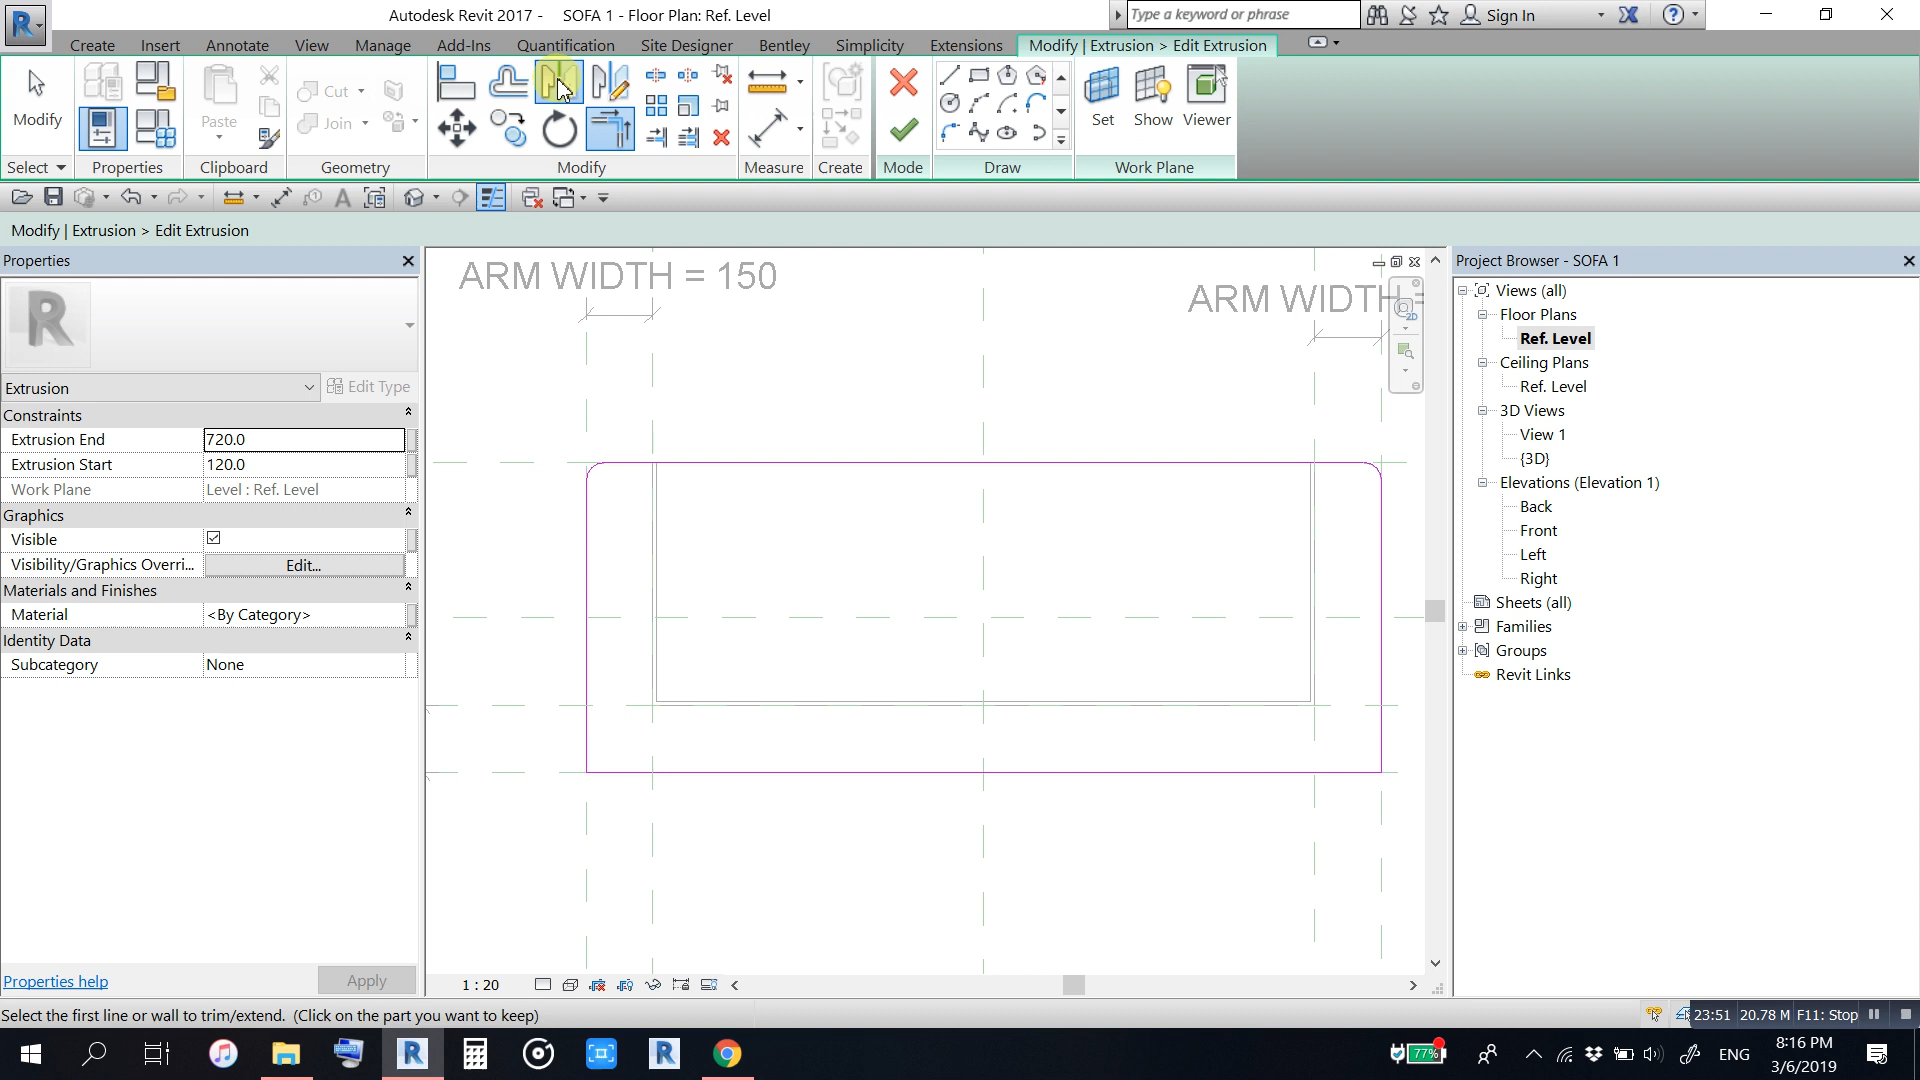 Autodesk Revit 2017 - SOFA 1 - Floor Plan: Ref. Level
Type a keyword or phrase
Sign In
Create Insert Annotate View Manage Add-Ins Quantification Site Designer Bentley Simplicity Extensions Modify | Extrusion > Edit Extrusion
Modify
Paste
Cut
Join
Set Show Viewer
Select Properties Clipboard Geometry Modify Measure Create Mode Draw Work Plane
Modify | Extrusion > Edit Extrusion
Properties
Extrusion
Edit Type
Constraints
Extrusion End 720.0
Extrusion Start 120.0
Work Plane Level : Ref. Level
Graphics
Visible
Visibility/Graphics Overri... Edit...
Materials and Finishes
Material <By Category>
Identity Data
Subcategory None
Properties help
Apply
ARM WIDTH = 150
ARM WIDTH =
2D
1 : 20
Project Browser - SOFA 1
Views (all)
Floor Plans
Ref. Level
Ceiling Plans
Ref. Level
3D Views
View 1
{3D}
Elevations (Elevation 1)
Back
Front
Left
Right
Sheets (all)
Families
Groups
Revit Links
Select the first line or wall to trim/extend. (Click on the part you want to keep)
23:51 20.78 M F11: Stop
77%
ENG
8:16 PM
3/6/2019